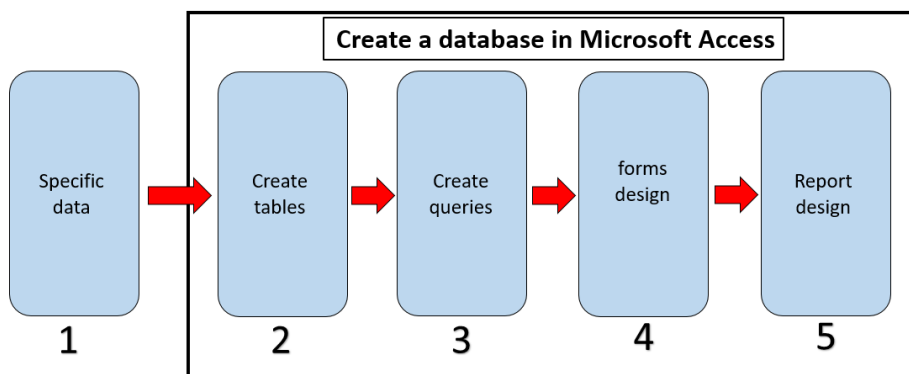 Create a database in Microsoft Access
Specific
data
Create
tables
Create
queries
forms
design
Report
design
1
2
3
4
5